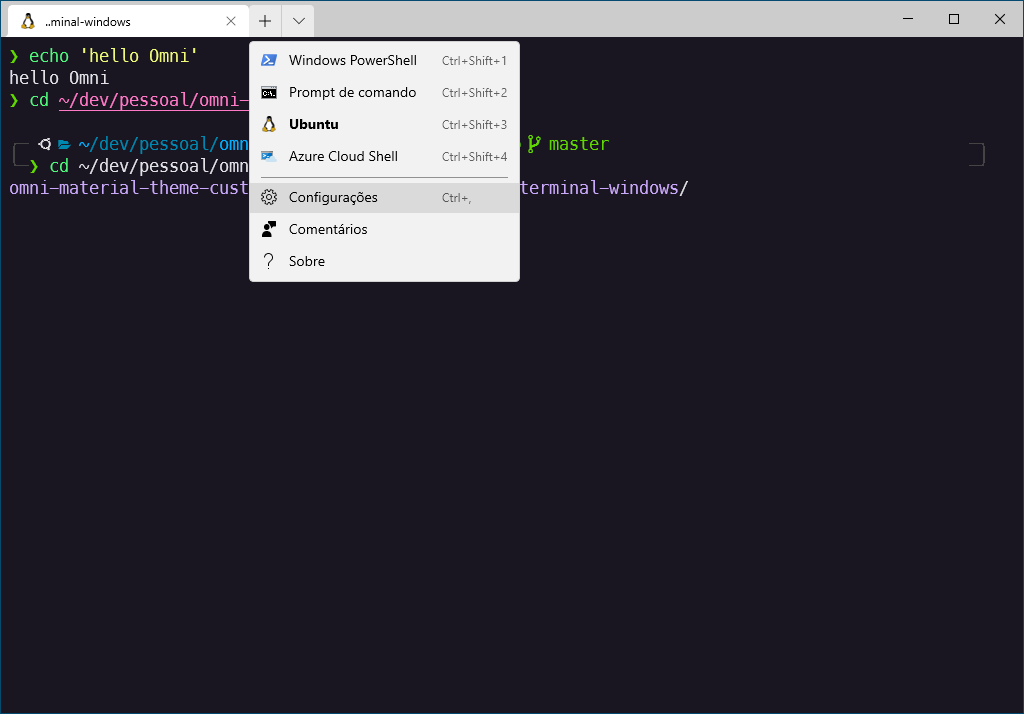 ..minal-windows
❯ echo 'hello Omni'
hello Omni
❯ cd ~/dev/pessoal/omni-
~/dev/pessoal/omn
master
❯ cd ~/dev/pessoal/omn
omni-material-theme-cust
terminal-windows/
Windows PowerShell Ctrl+Shift+1
Prompt de comando Ctrl+Shift+2
Ubuntu Ctrl+Shift+3
Azure Cloud Shell Ctrl+Shift+4
Configurações Ctrl+,
Comentários
Sobre